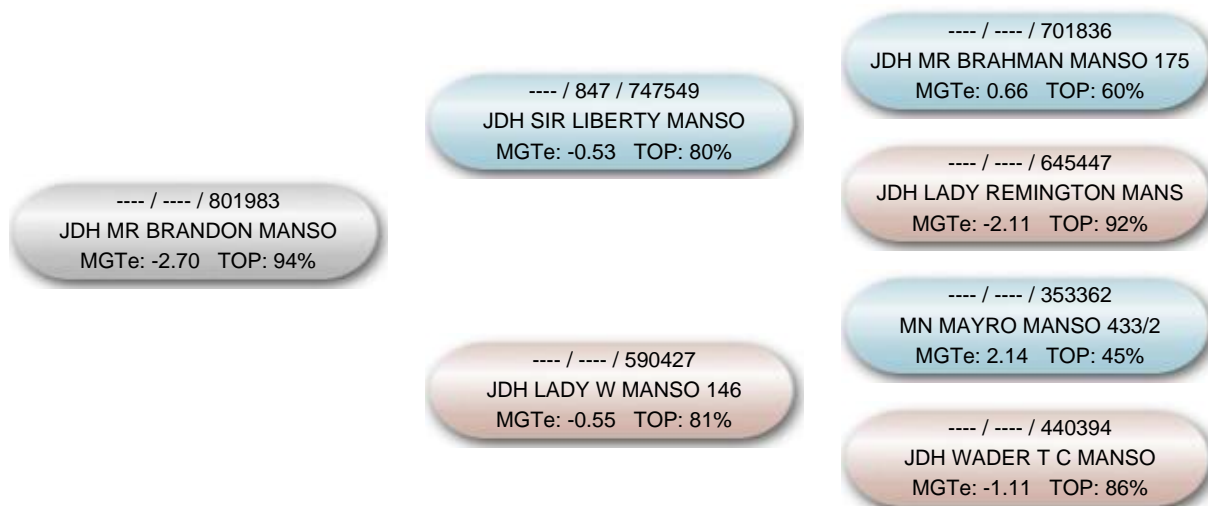 ---- / ---- / 801983
JDH MR BRANDON MANSO
MGTe: -2.70 TOP: 94%
---- / 847 / 747549
JDH SIR LIBERTY MANSO
MGTe: -0.53 TOP: 80%
---- / ---- / 590427
JDH LADY W MANSO 146
MGTe: -0.55 TOP: 81%
---- / ---- / 701836
JDH MR BRAHMAN MANSO 175
MGTe: 0.66 TOP: 60%
---- / ---- / 645447
JDH LADY REMINGTON MANS
MGTe: -2.11 TOP: 92%
---- / ---- / 353362
MN MAYRO MANSO 433/2
MGTe: 2.14 TOP: 45%
---- / ---- / 440394
JDH WADER T C MANSO
MGTe: -1.11 TOP: 86%